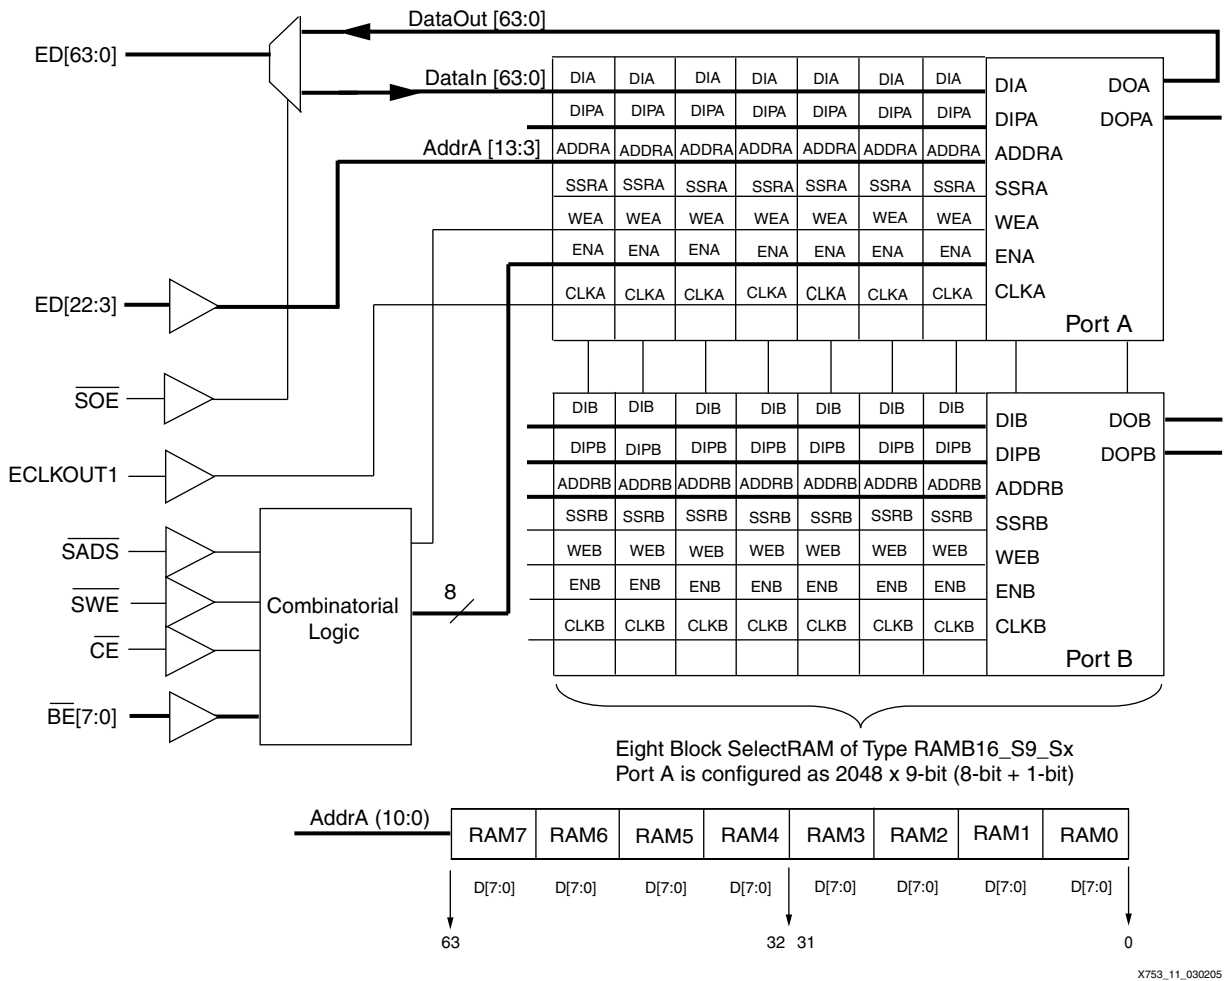 DataOut [63:0]
ED[63:0]
DataIn [63:0]
DIA DIA DIA DIA DIA DIA DIA
DIA DOA
DIPA DIPA DIPA DIPA DIPA DIPA DIPA
DIPA DOPA
AddrA [13:3]
ADDRA ADDRA ADDRA ADDRA ADDRA ADDRA ADDRA
ADDRA
SSRA SSRA SSRA SSRA SSRA SSRA SSRA
SSRA
WEA WEA WEA WEA WEA WEA WEA
WEA
ENA ENA ENA ENA ENA ENA ENA
ENA
CLKA CLKA CLKA CLKA CLKA CLKA CLKA
CLKA
ED[22:3]
Port A
SOE
DIB DIB DIB DIB DIB DIB DIB
DIB DOB
DIPB DIPB DIPB DIPB DIPB DIPB DIPB
DIPB DOPB
ECLKOUT1
ADDRB ADDRB ADDRB ADDRB ADDRB ADDRB ADDRB
ADDRB
SSRB SSRB SSRB SSRB SSRB SSRB SSRB
SSRB
SADS
WEB WEB WEB WEB WEB WEB WEB
WEB
ENB ENB ENB ENB ENB ENB ENB
ENB
8
SWE
Combinatorial
Logic
CLKB CLKB CLKB CLKB CLKB CLKB CLKB
CLKB
CE
Port B
BE[7:0]
Eight Block SelectRAM of Type RAMB16_S9_Sx
Port A is configured as 2048 x 9-bit (8-bit + 1-bit)
AddrA (10:0)
RAM7 RAM6 RAM5 RAM4 RAM3 RAM2 RAM1 RAM0
D[7:0] D[7:0] D[7:0] D[7:0] D[7:0] D[7:0] D[7:0] D[7:0]
63 32 31 0
X753_11_030205